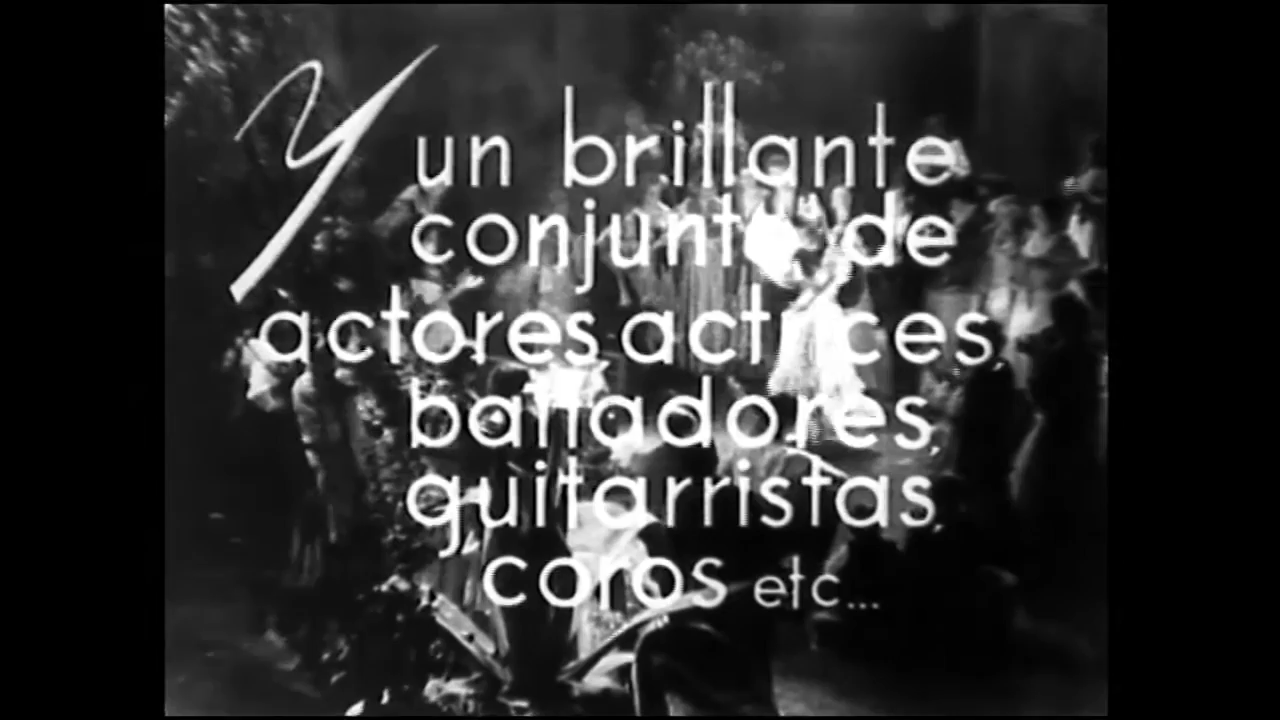 Y un brillante
conjunto de
actores actrices,
bailadores,
guitarristas,
coros etc...